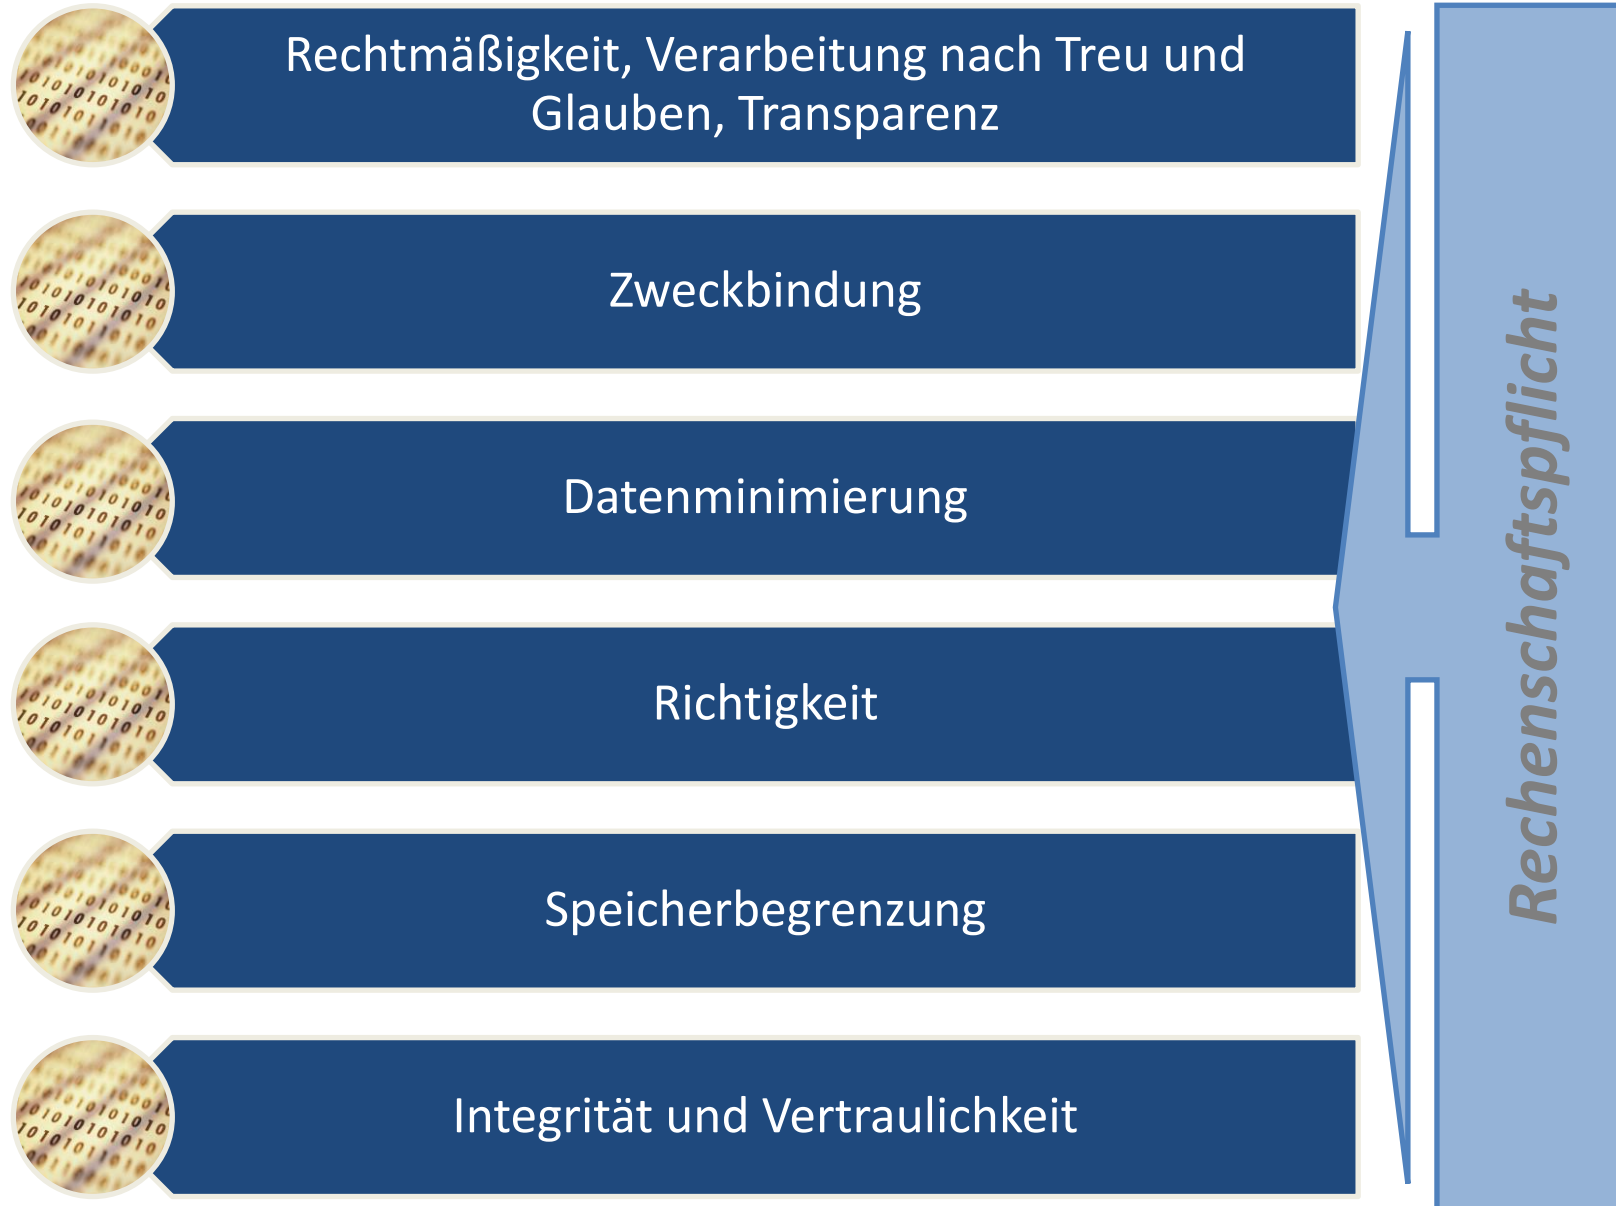 Rechtmäßigkeit, Verarbeitung nach Treu und
Glauben, Transparenz
Zweckbindung
Datenminimierung
Richtigkeit
Speicherbegrenzung
Integrität und Vertraulichkeit
Rechenschaftspflicht